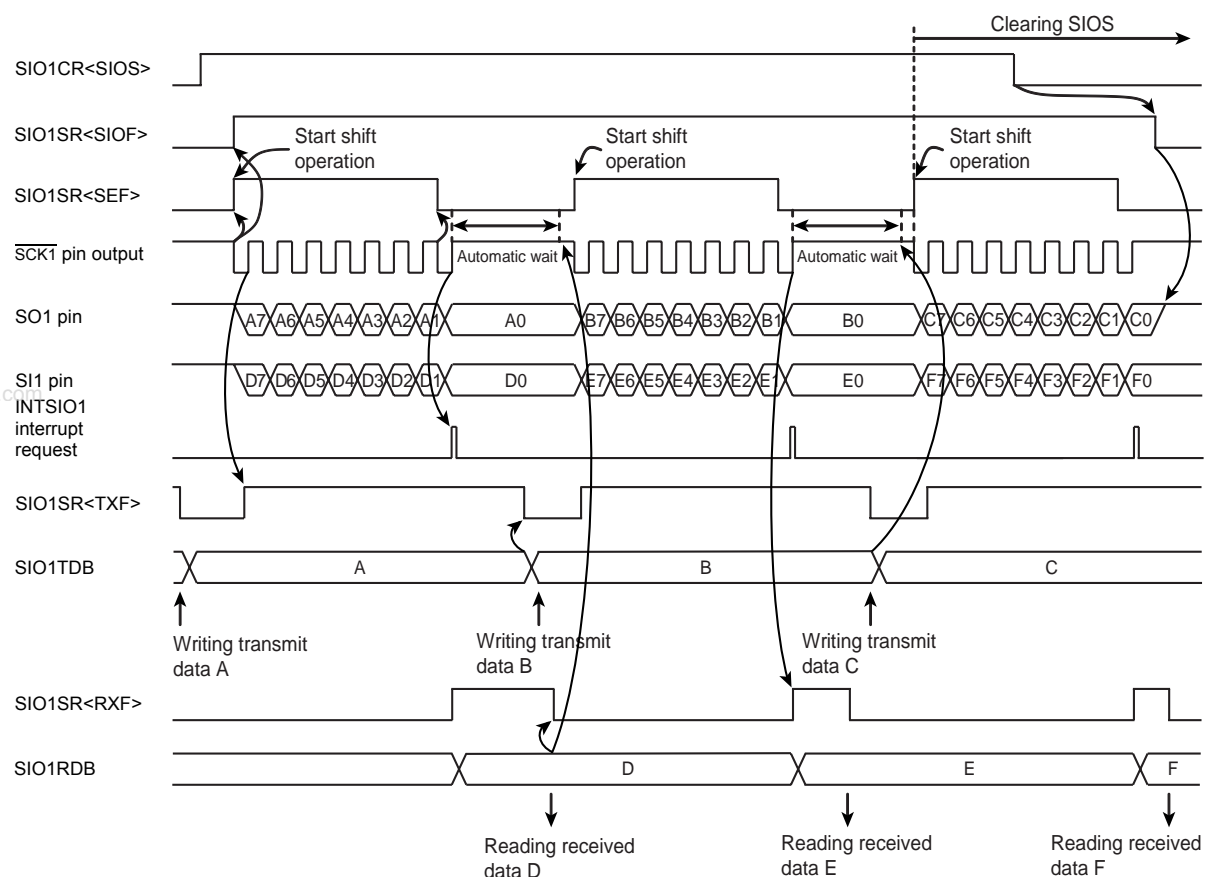 Clearing SIOS
SIO1CR<SIOS>
SIO1SR<SIOF>
Start shift
operation
Start shift
operation
Start shift
operation
SIO1SR<SEF>
SCK1 pin output
Automatic wait
Automatic wait
SO1 pin
A7 A6 A5 A4 A3 A2 A1 A0 B7 B6 B5 B4 B3 B2 B1 B0 C7 C6 C5 C4 C3 C2 C1 C0
SI1 pin
D7 D6 D5 D4 D3 D2 D1 D0 E7 E6 E5 E4 E3 E2 E1 E0 F7 F6 F5 F4 F3 F2 F1 F0
com
INTSIO1
interrupt
request
SIO1SR<TXF>
SIO1TDB
A B C
Writing transmit
data A
Writing transmit
data B
Writing transmit
data C
SIO1SR<RXF>
SIO1RDB
D E F
Reading received
data D
Reading received
data E
Reading received
data F